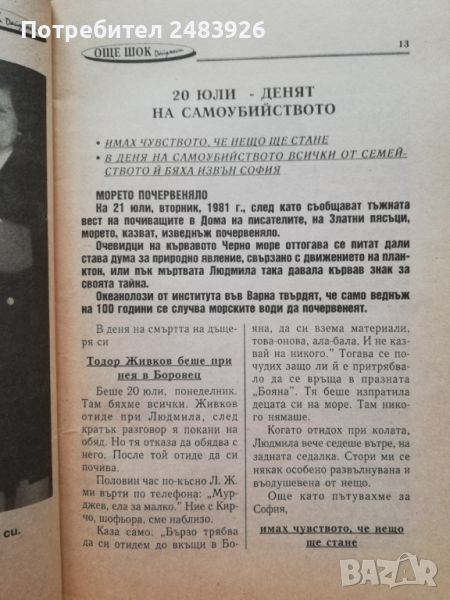 Потребител 2483926
ОЩЕ ШОК
13
20 ЮЛИ - ДЕНЯТ
НА САМОУБИЙСТВОТО
• ИМАХ ЧУВСТВОТО, ЧЕ НЕЩО ЩЕ СТАНЕ
• В ДЕНЯ НА САМОУБИЙСТВОТО ВСИЧКИ ОТ СЕМЕЙ-
СТВОТО Й БЯХА ИЗВЪН СОФИЯ
МОРЕТО ПОЧЕРВЕНЯЛО
На 21 юли, вторник, 1981 г., след като съобщават тъжната
вест на почиващите в Дома на писателите, на Златни пясъци,
морето, казват, изведнъж почервеняло.
Очевидци на кървавото Черно море оттогава се питат дали
става дума за природно явление, свързано с движението на планк-
тон, или пък мъртвата Людмила така давала кървав знак за
своята тайна.
Океанолози от института във Варна твърдят, че само веднъж
на 100 години се случва морските води да почервенеят.
В деня на смъртта на дъще-
ря си
Тодор Живков беше при
нея в Боровец
Беше 20 юли, понеделник.
Там бяхме всички. Живков
отиде при Людмила, след
кратък разговор я покани на
обяд. Но тя отказа да обядва с
него. После той отиде да си
почива.
Половин час по-късно Л. Ж.
ми върти по телефона: „Мур-
джев, ела за малко." Ние с Кир-
чо, шофьора, сме наблизо.
Каза само: „Бързо трябва
да си отидем до вкъщи в Бо-
яна, да си взема материали,
това-онова, ала-бала. И не каз-
вай на никого." Тогава се по-
чудих защо ли й притрябва-
ло да се връща в празната
„Бояна". Тя беше изпратила
децата си на море. Там нико-
го нямаше.
Когато отидох при колата,
Людмила вече седеше вътре, на
задната седалка. Стори ми се
някак особено развълнувана и
въодушевена от нещо.
Още като пътувахме за
София,
имах чувството, че нещо
ще стане
си.
БАЗАР